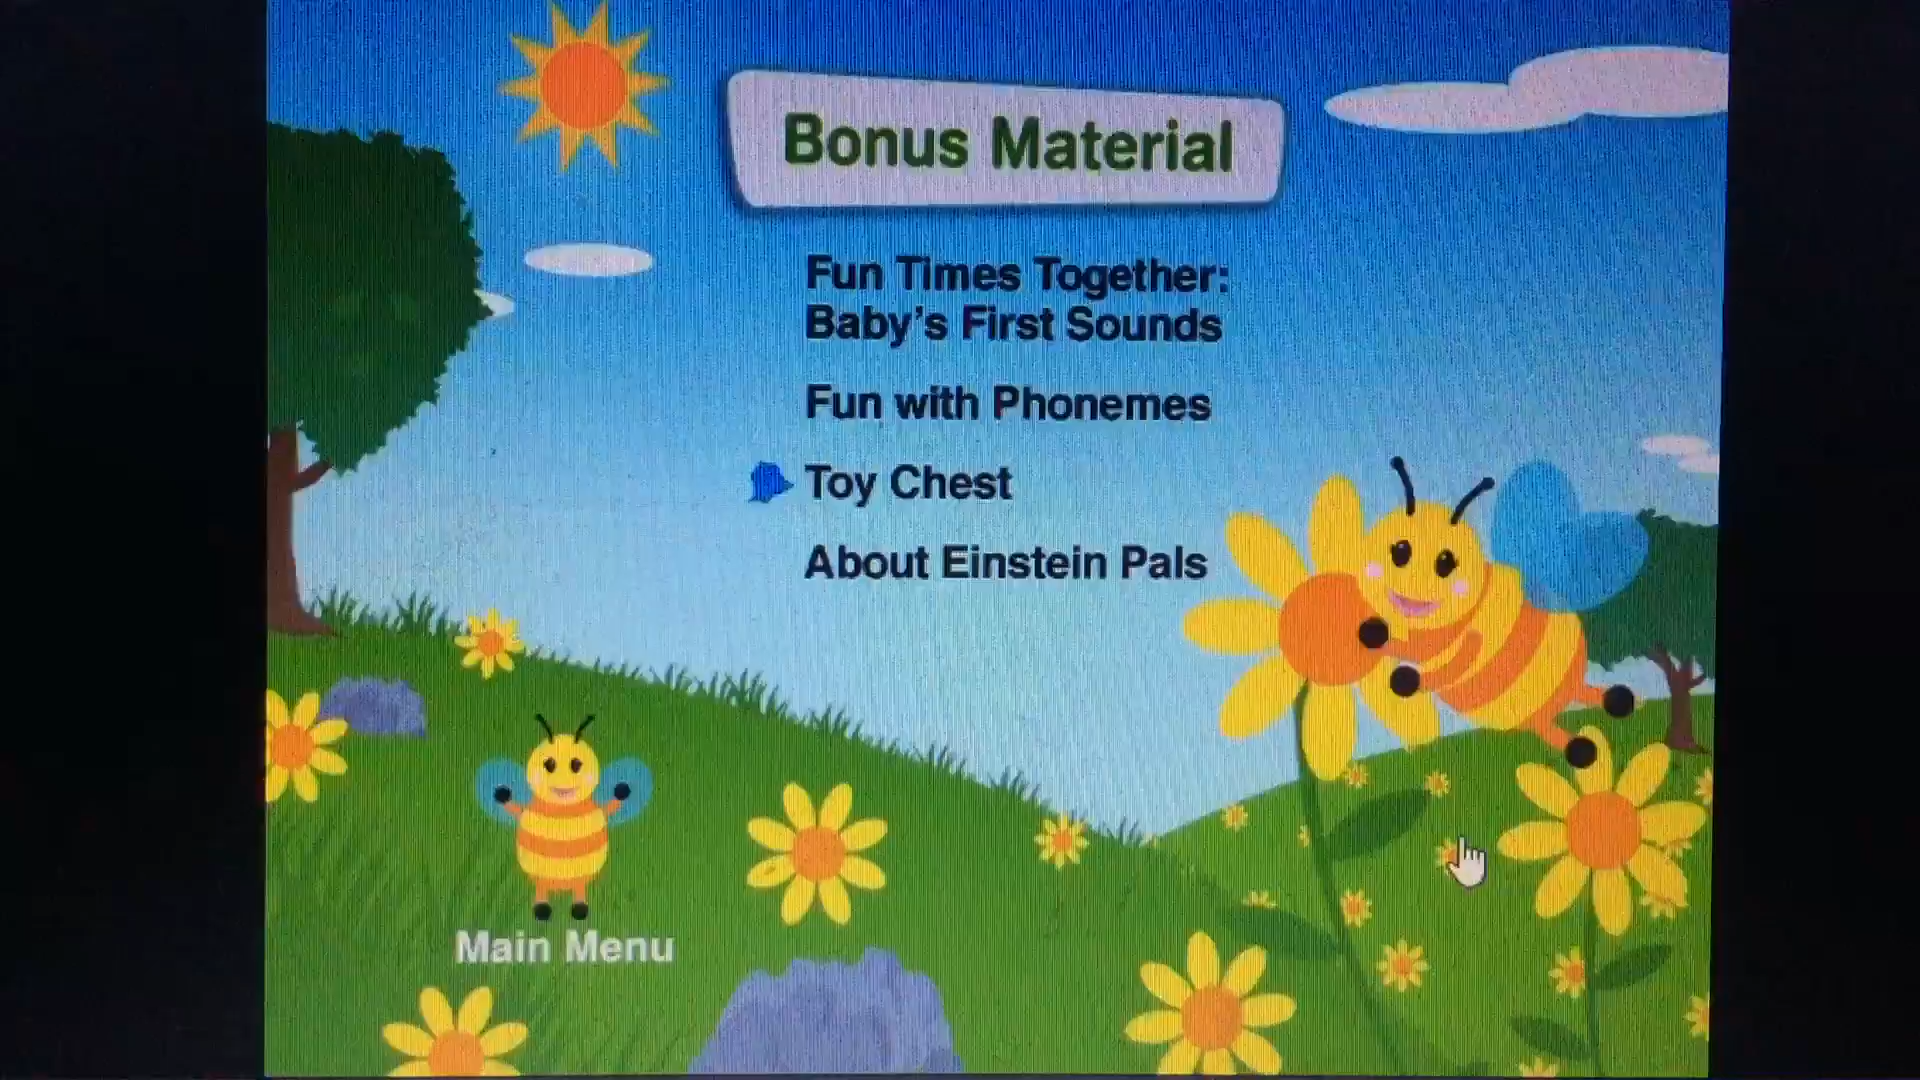 Bonus Material
Fun Times Together:
Baby's First Sounds
Fun with Phonemes
Toy Chest
About Einstein Pals
Main Menu